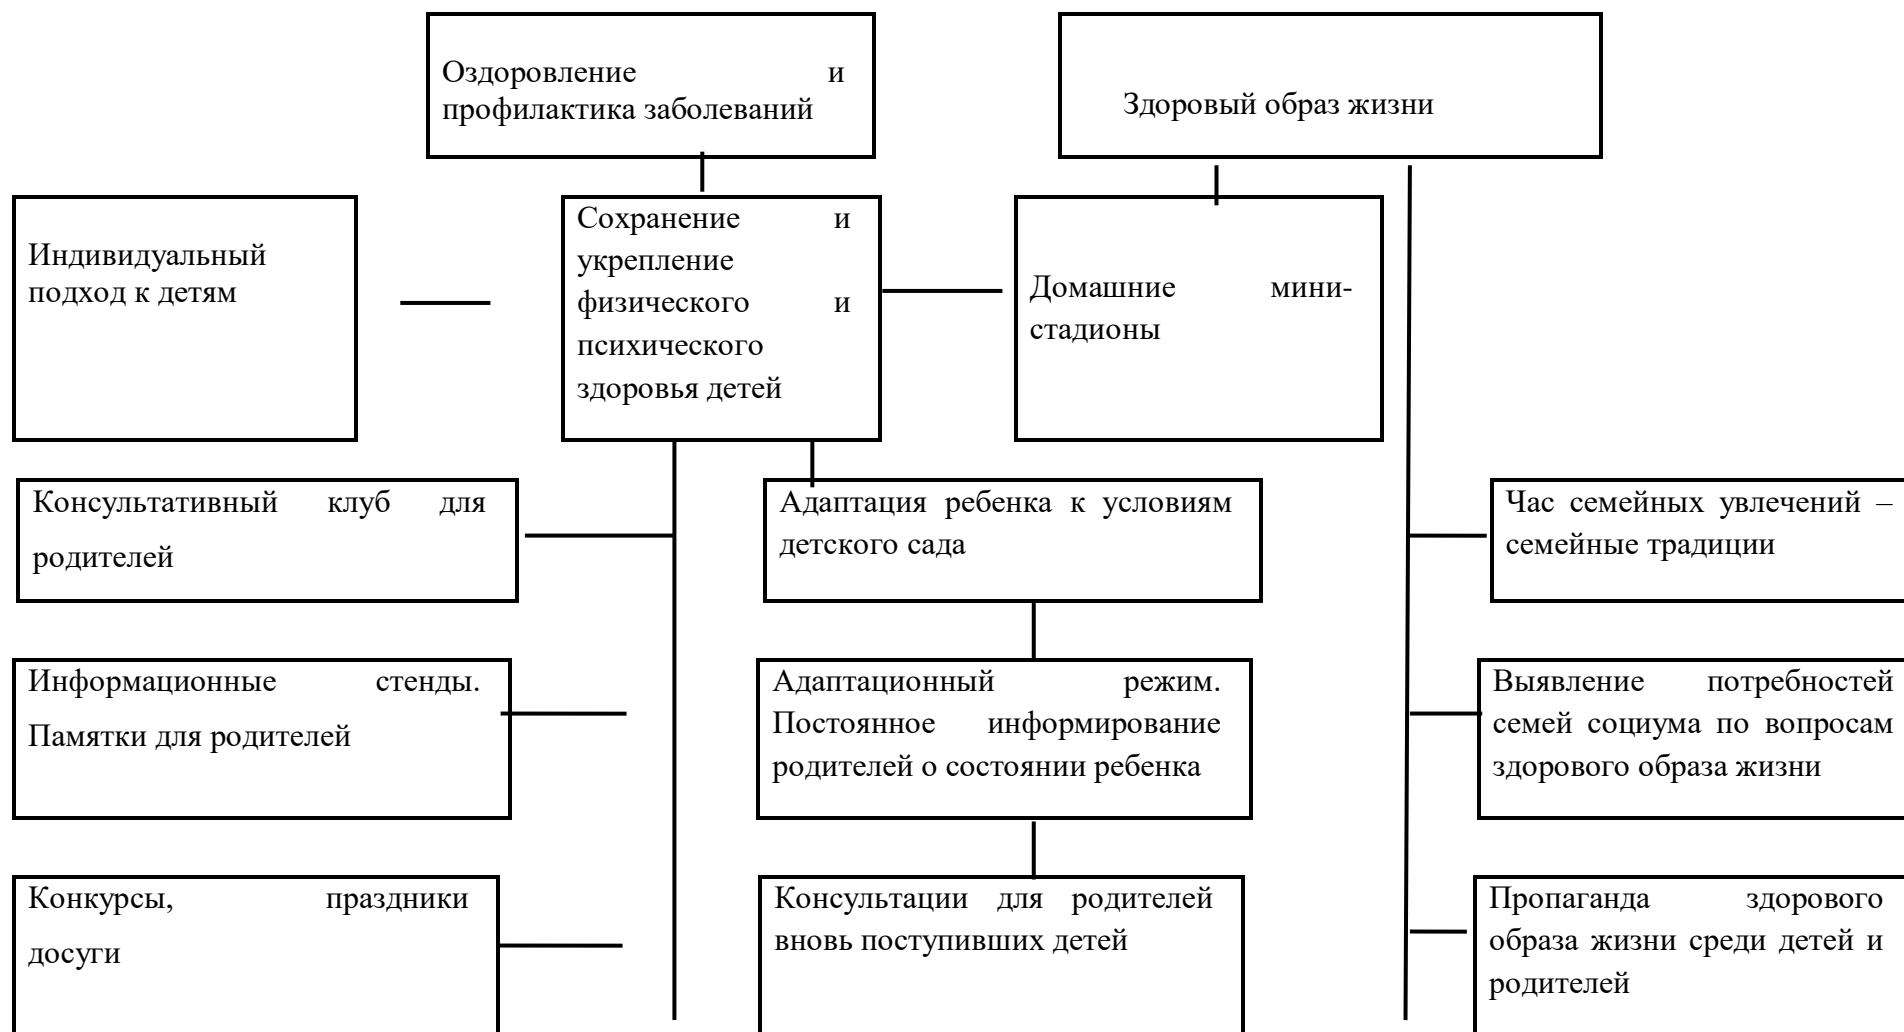 Оздоровление и
профилактика заболеваний
Здоровый образ жизни
Индивидуальный
подход к детям
Сохранение и
укрепление
физического и
психического
здоровья детей
Домашние мини-
стадионы
Консультативный клуб для
родителей
Адаптация ребенка к условиям
детского сада
Час семейных увлечений –
семейные традиции
Информационные стенды.
Памятки для родителей
Адаптационный режим.
Постоянное информирование
родителей о состоянии ребенка
Выявление потребностей
семей социума по вопросам
здорового образа жизни
Конкурсы, праздники
досуги
Консультации для родителей
вновь поступивших детей
Пропаганда здорового
образа жизни среди детей и
родителей